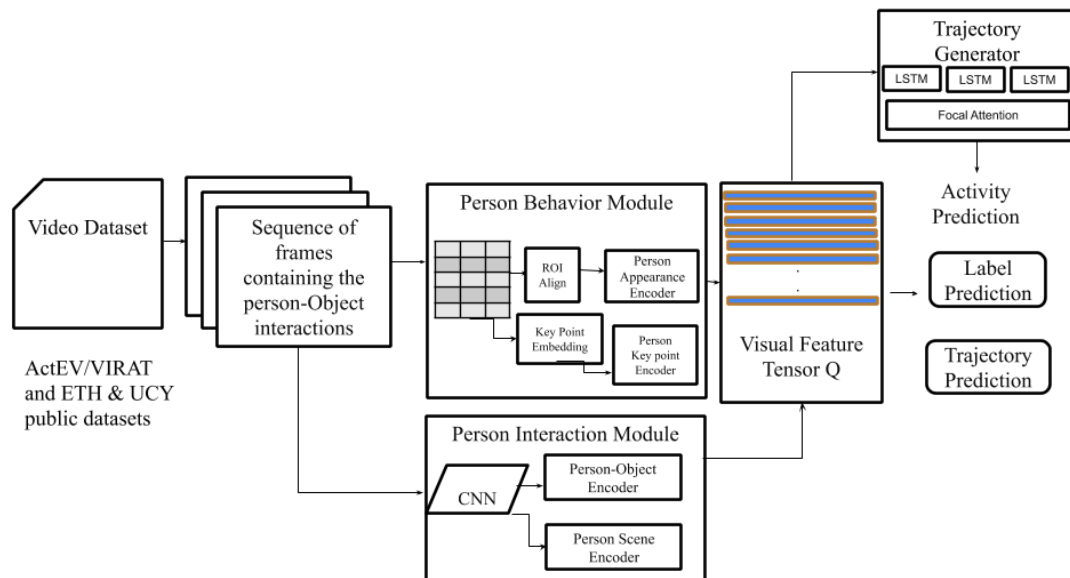 Video Dataset
ActEV/VIRAT
and ETH & UCY
public datasets
Sequence of
frames
containing the
person-Object
interactions
Person Behavior Module
ROI
Align
Person
Appearance
Encoder
Key Point
Embedding
Person
Key point
Encoder
Person Interaction Module
CNN
Person-Object
Encoder
Person Scene
Encoder
.
.
Visual Feature
Tensor Q
Trajectory
Generator
LSTM
LSTM
LSTM
Focal Attention
Activity
Prediction
Label
Prediction
Trajectory
Prediction